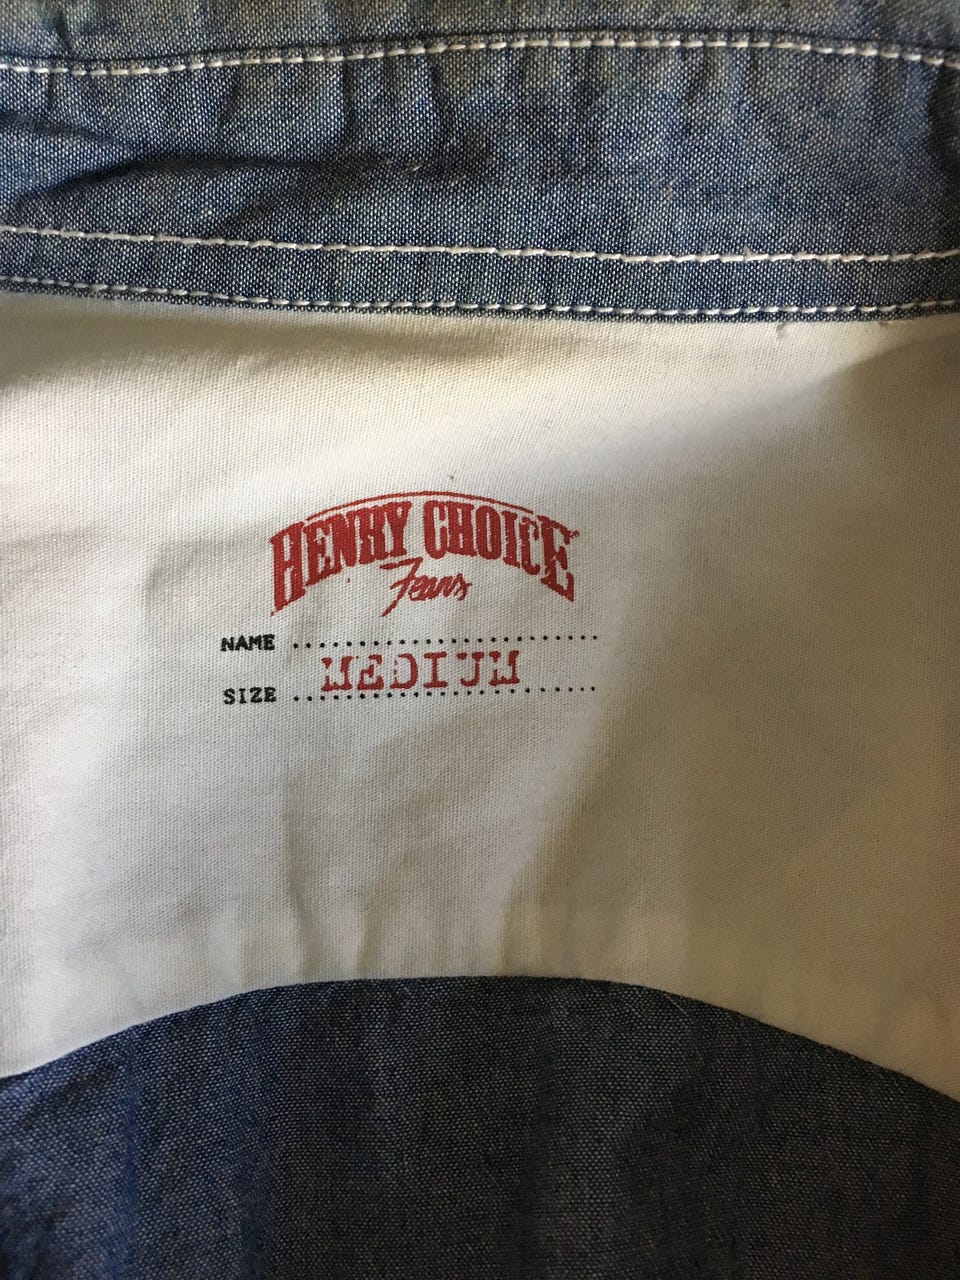 HENRY CHOICE
Jeans
NAME ........................
MEDIUM
SIZE ........................